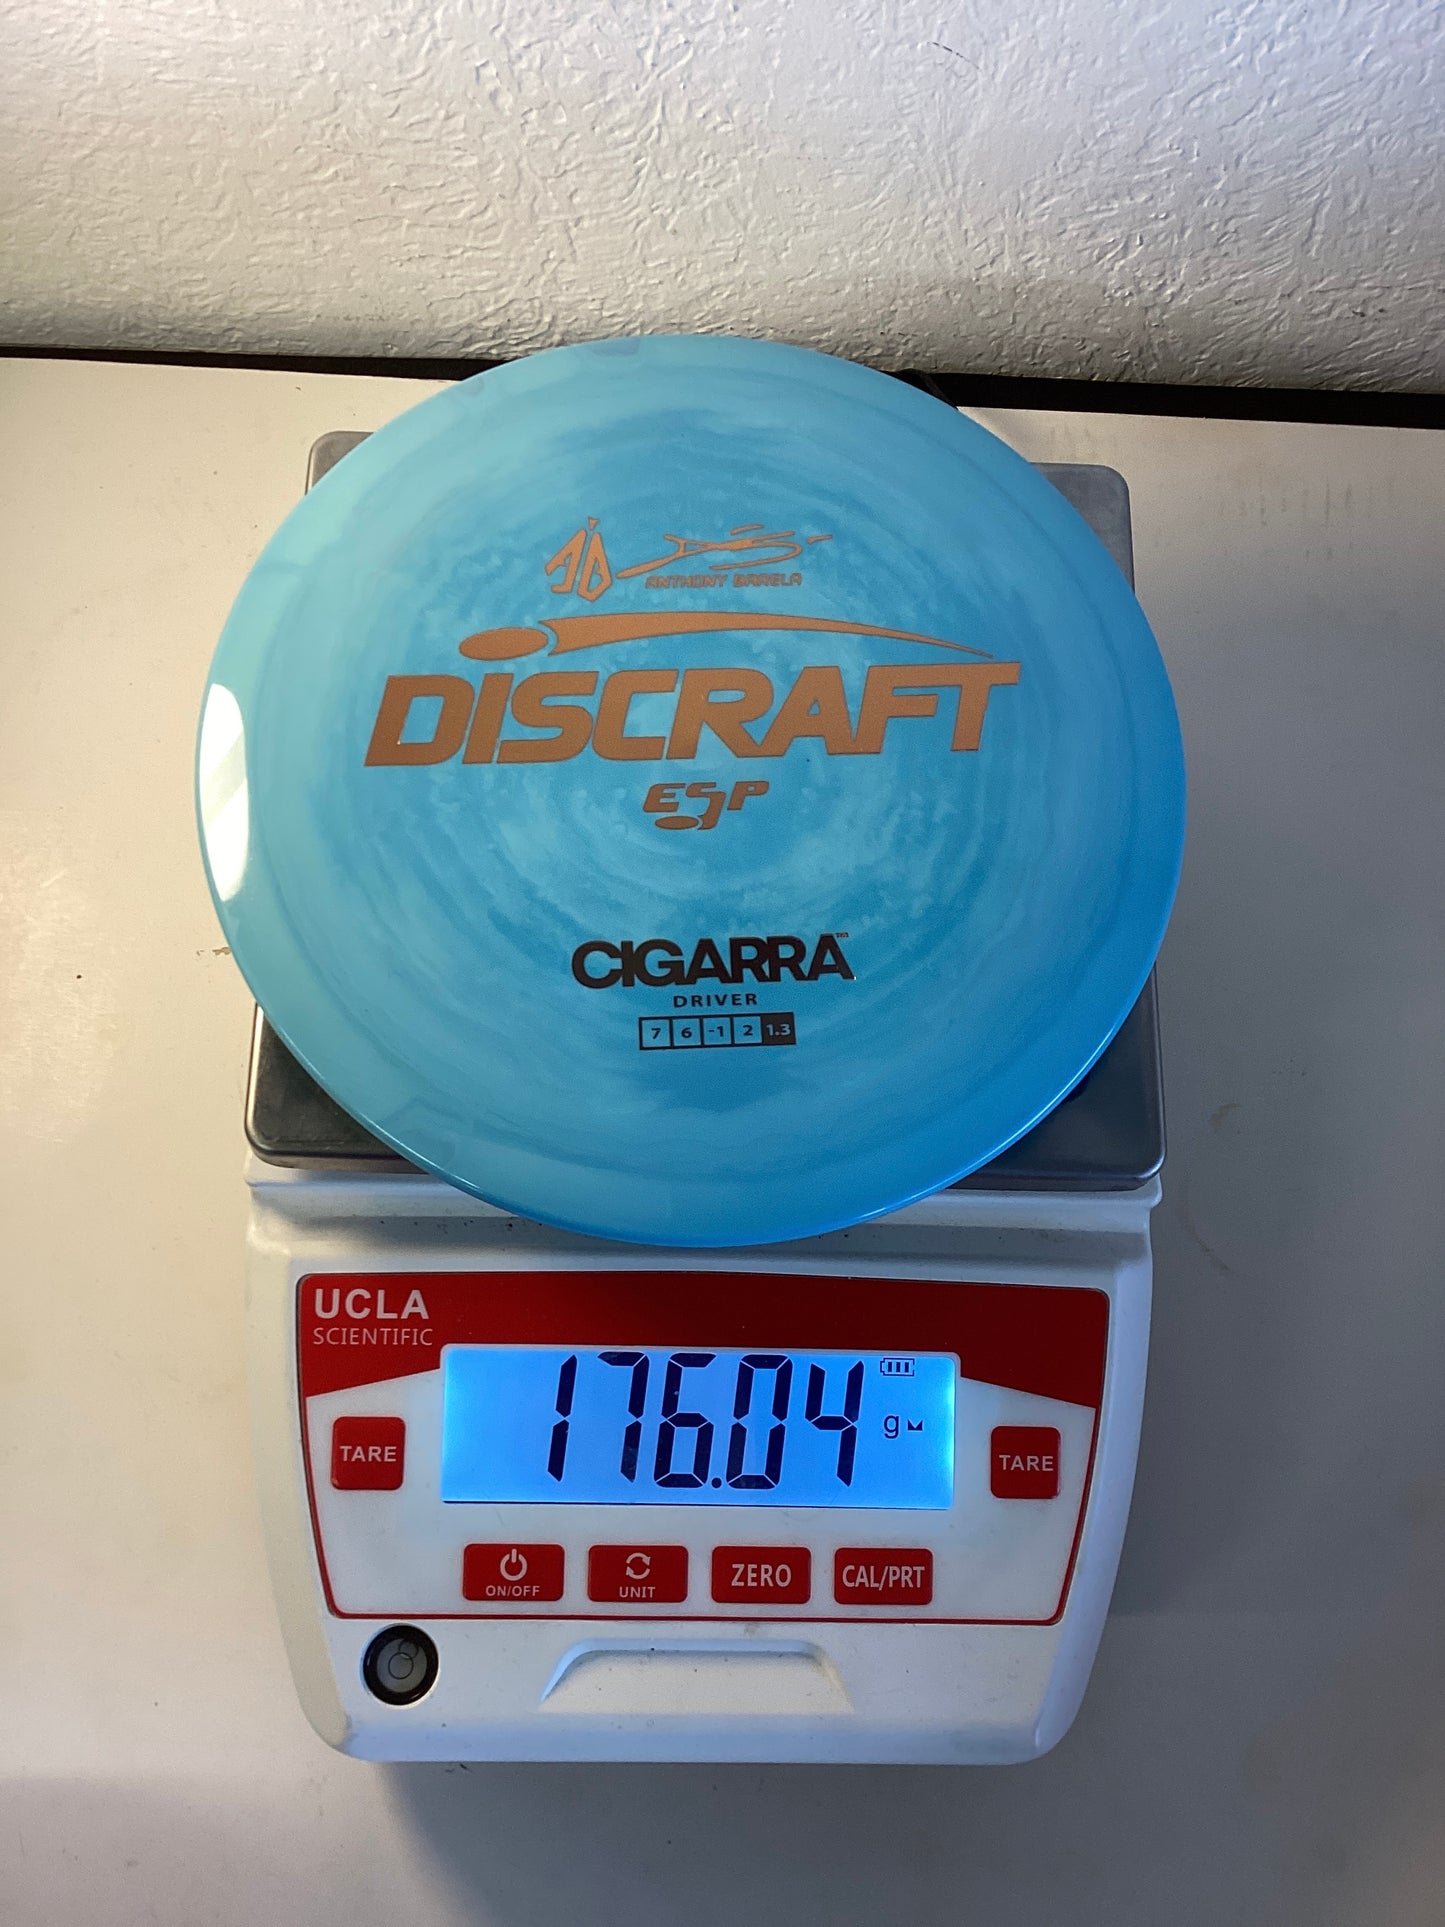 ANTHONY BARELA
DISCRAFT
ESP
CIGARRA
DRIVER
7 6 -1 2 1.3
UCLA
SCIENTIFIC
176.04 g
TARE
TARE
ON/OFF
UNIT
ZERO
CAL/PRT